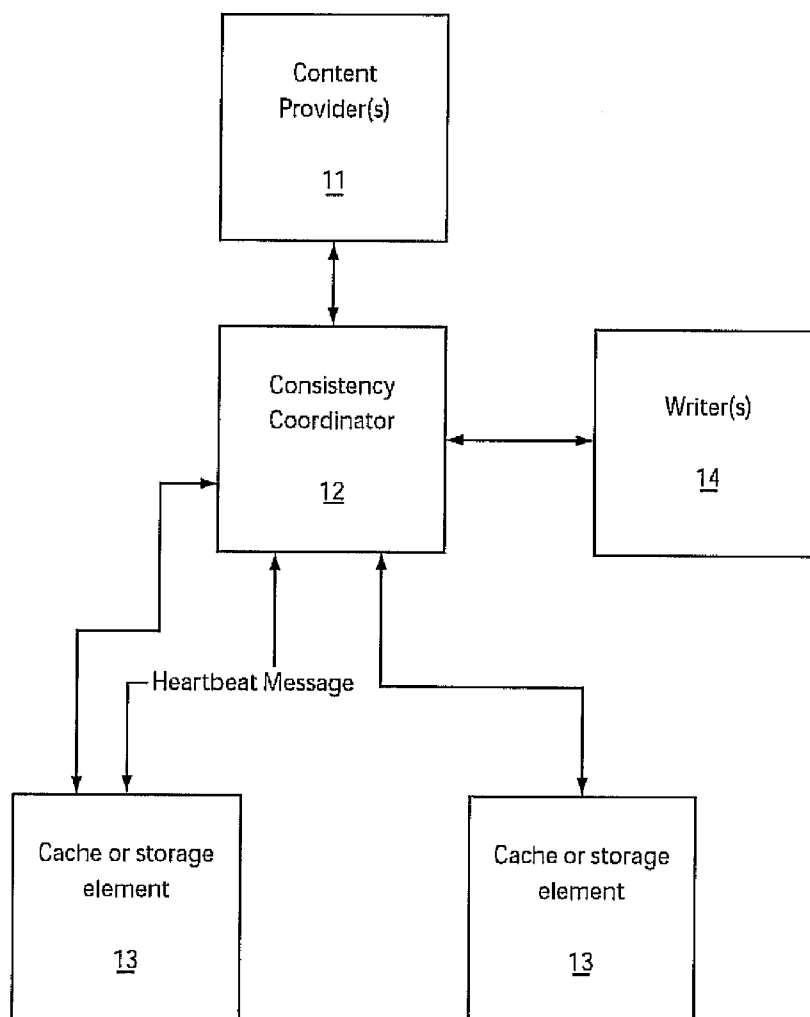 Content
Provider(s)
11
Consistency
Coordinator
12
Writer(s)
14
Heartbeat Message
Cache or storage
element
13
Cache or storage
element
13